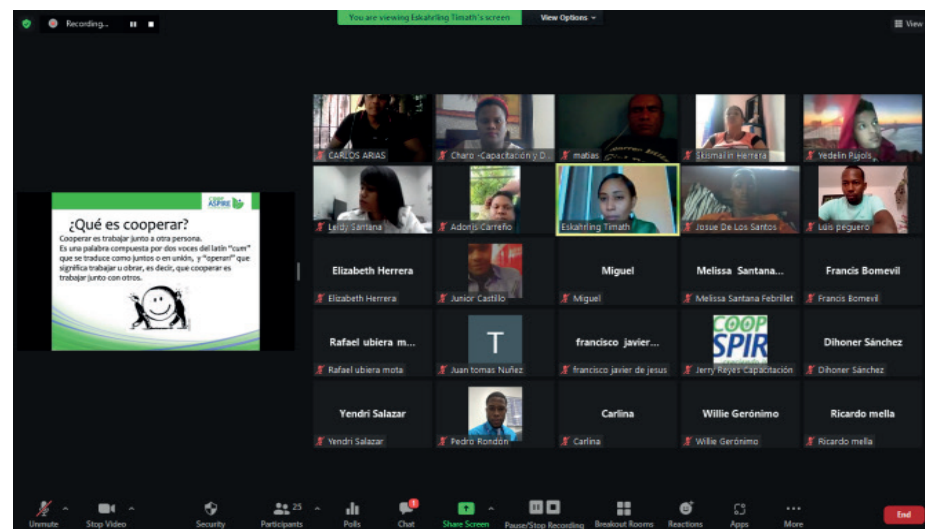 Recording...
You are viewing Eskahrling Timath's screen
View Options
View
CARLOS ARIAS
Charo -Capacitación y D...
matias
Skismailin Herrera
Yedelin Pujols
COOP
ASPIRE
¿Qué es cooperar?
Cooperar es trabajar junto a otra persona.
Es una palabra compuesta por dos voces del latín "cum"
que se traduce como juntos o en unión, y "operari" que
significa trabajar u obrar, es decir, que cooperar es
trabajar junto con otros.
Leidy Santana
Adonis Carreño
Eskahrling Timath
Josue De Los Santos
Luis peguero
Elizabeth Herrera
Miguel
Melissa Santana...
Francis Bomevil
Elizabeth Herrera
Junior Castillo
Miguel
Melissa Santana Febrillet
Francis Bomevil
Rafael ubiera m...
T
francisco javier...
COOP
SPIR
Dihoner Sánchez
Rafael ubiera mota
Juan tomas Nuñez
francisco javier de jesus
Jerry Reyes Capacitación
Dihoner Sánchez
Yendri Salazar
Carlina
Willie Gerónimo
Ricardo mella
Yendri Salazar
Pedro Rondón
Carlina
Willie Gerónimo
Ricardo mella
Unmute
Stop Video
Security
Participants
25
Polls
Chat
1
Share Screen
Pause/Stop Recording
Breakout Rooms
Reactions
Apps
More
End